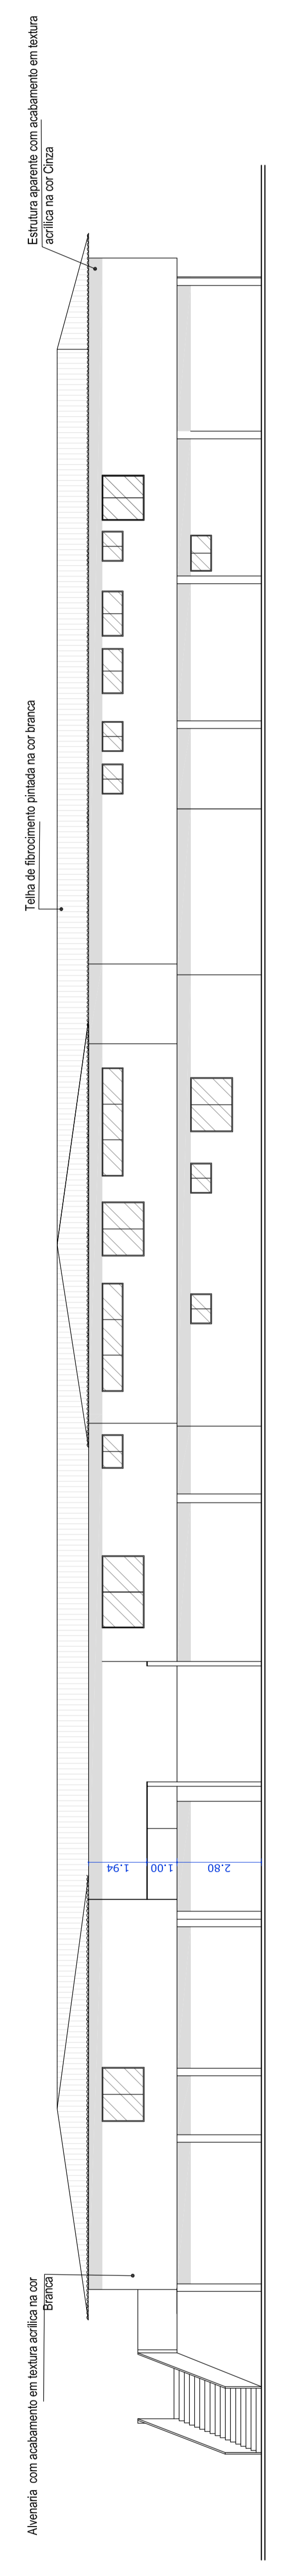 Estrutura aparente com acabamento em textura
acrílica na cor Cinza
Telha de fibrocimento pintada na cor branca
1.94
1.00
2.80
Alvenaria com acabamento em textura acrílica na cor
Branca